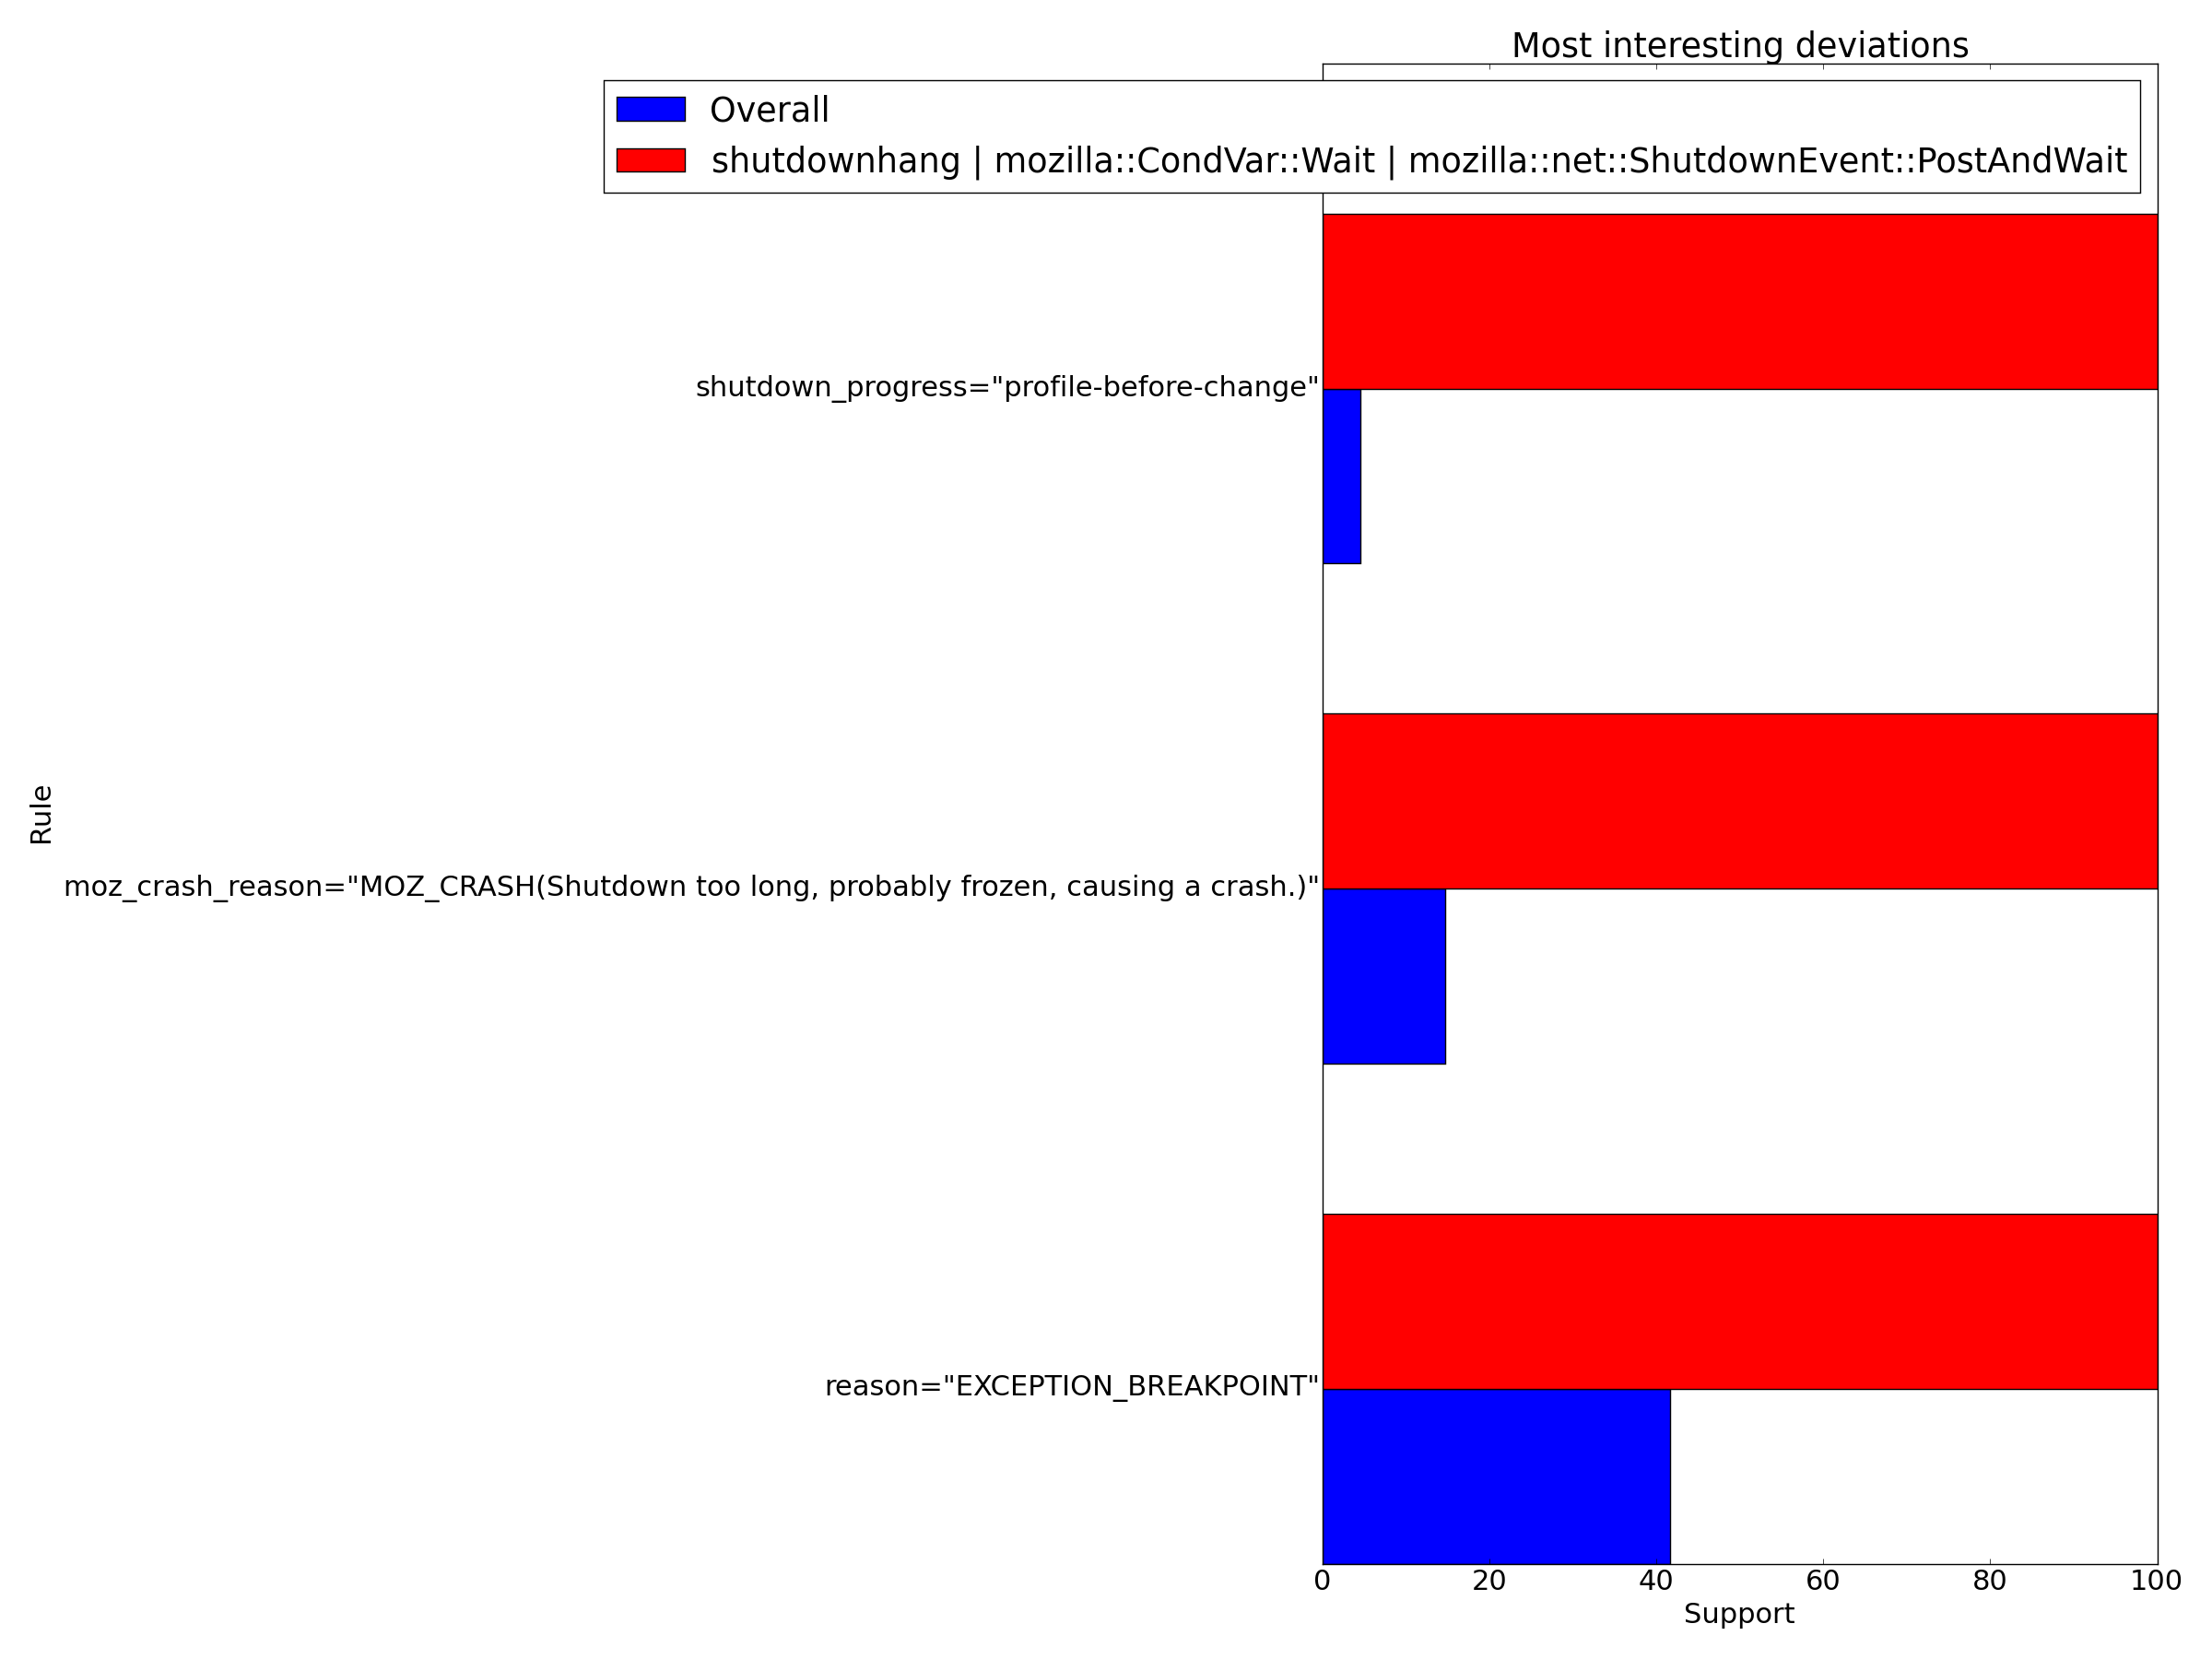 Most interesting deviations
Overall
shutdownhang | mozilla::CondVar::Wait | mozilla::net::ShutdownEvent::PostAndWait
shutdown_progress="profile-before-change"
Rule
moz_crash_reason="MOZ_CRASH(Shutdown too long, probably frozen, causing a crash.)"
reason="EXCEPTION_BREAKPOINT"
0 20 40 60 80 100
Support